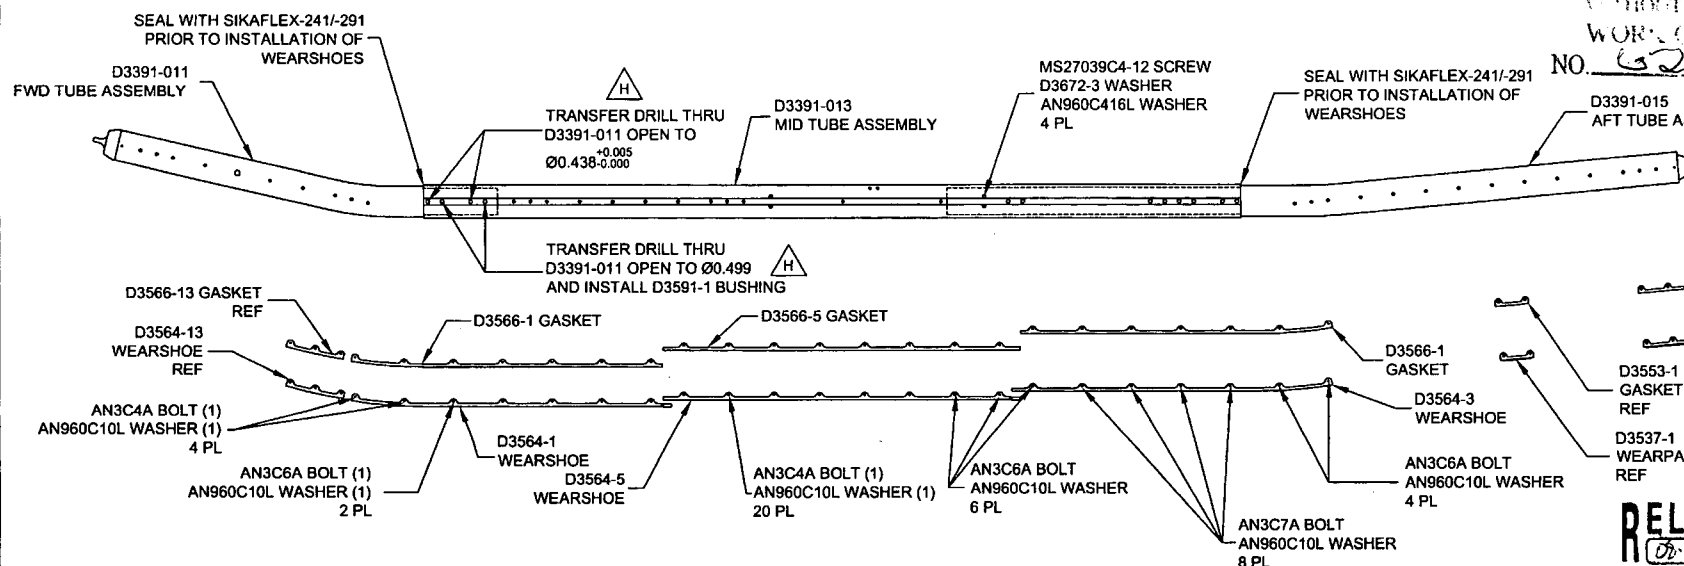 SEAL WITH SIKAFLEX-241/-291
PRIOR TO INSTALLATION OF
WEARSHOES
D3391-011
FWD TUBE ASSEMBLY
H
TRANSFER DRILL THRU
D3391-011 OPEN TO
Ø0.438+0.005
-0.000
D3391-013
MID TUBE ASSEMBLY
MS27039C4-12 SCREW
D3672-3 WASHER
AN960C416L WASHER
4 PL
SEAL WITH SIKAFLEX-241/-291
PRIOR TO INSTALLATION OF
WEARSHOES
NO.
D3391-015
AFT TUBE A
TRANSFER DRILL THRU
D3391-011 OPEN TO Ø0.499
AND INSTALL D3591-1 BUSHING
H
D3566-13 GASKET
REF
D3564-13
WEARSHOE
REF
D3566-1 GASKET
D3566-5 GASKET
D3566-1
GASKET
D3564-3
WEARSHOE
D3553-1
GASKET
REF
D3537-1
WEARPA
REF
AN3C4A BOLT (1)
AN960C10L WASHER (1)
4 PL
AN3C6A BOLT (1)
AN960C10L WASHER (1)
2 PL
D3564-1
WEARSHOE
D3564-5
WEARSHOE
AN3C4A BOLT (1)
AN960C10L WASHER (1)
20 PL
AN3C6A BOLT
AN960C10L WASHER
6 PL
AN3C7A BOLT
AN960C10L WASHER
8 PL
AN3C6A BOLT
AN960C10L WASHER
4 PL
REL